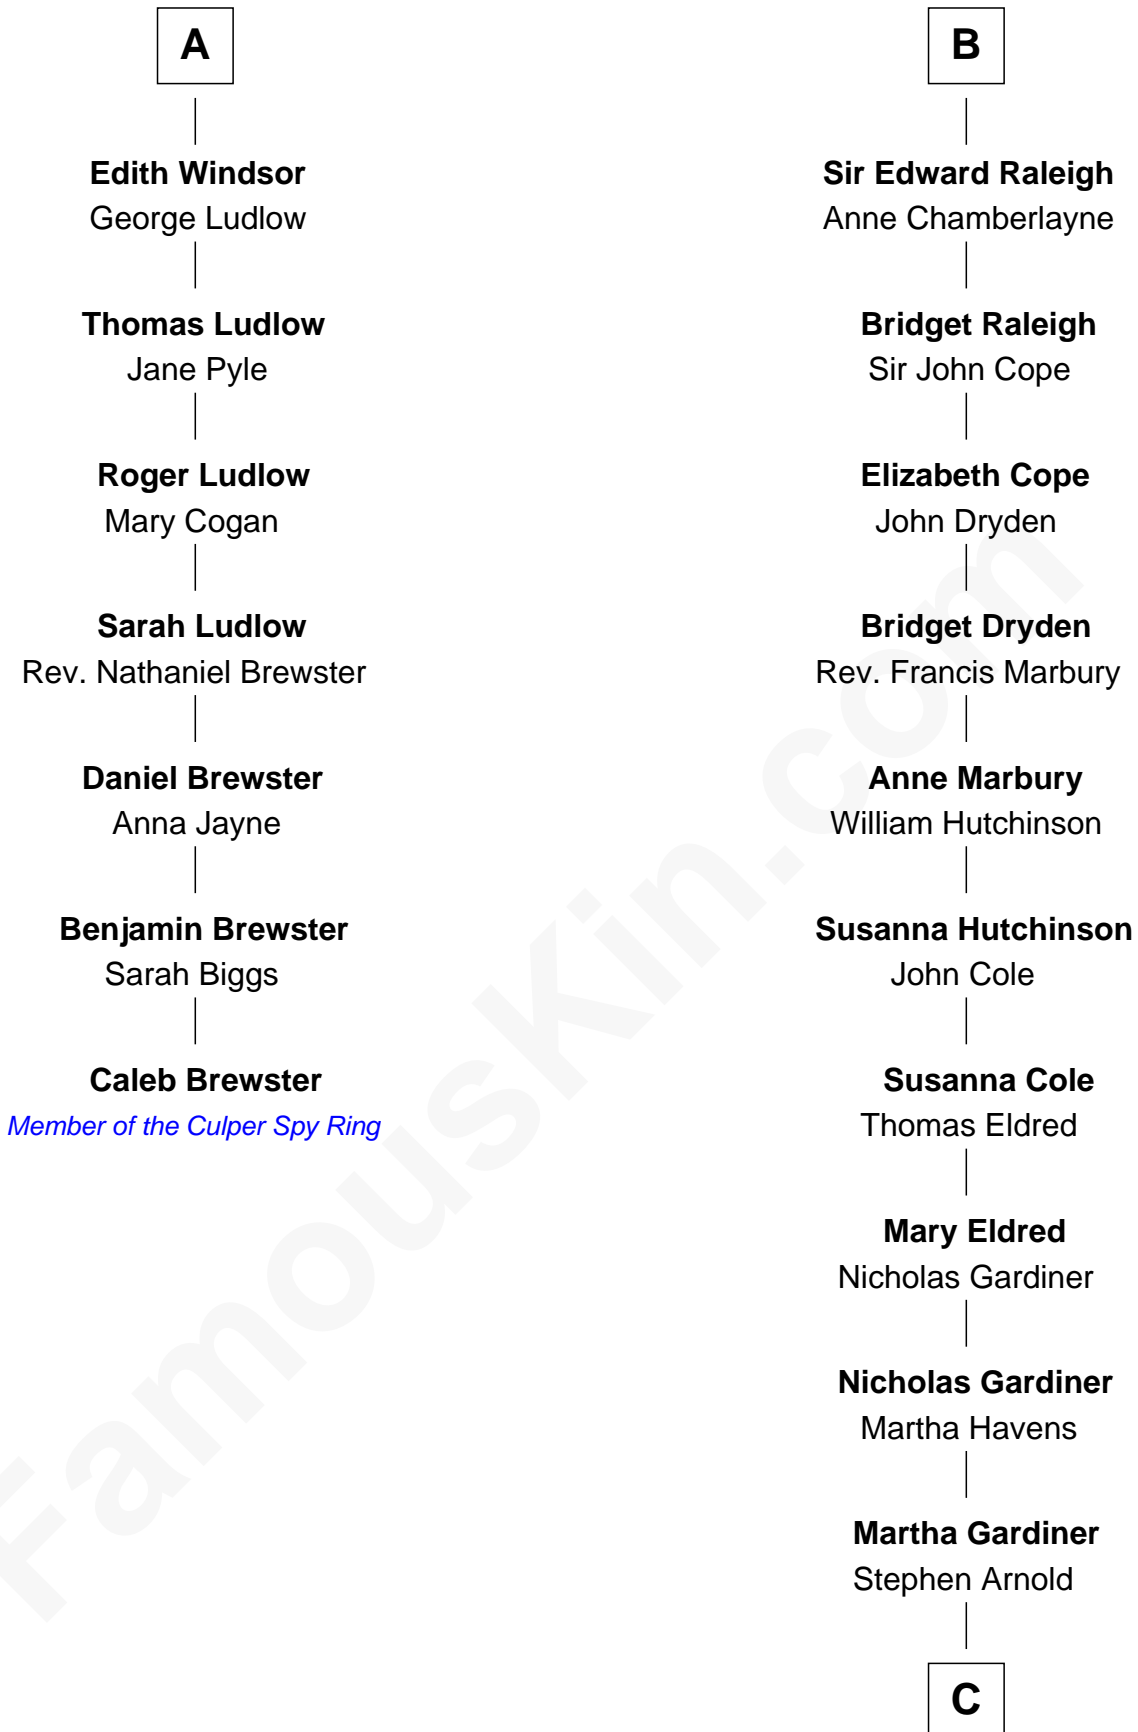 A
Edith Windsor
George Ludlow
Thomas Ludlow
Jane Pyle
Roger Ludlow
Mary Cogan
Sarah Ludlow
Rev. Nathaniel Brewster
Daniel Brewster
Anna Jayne
Benjamin Brewster
Sarah Biggs
Caleb Brewster
Member of the Culper Spy Ring
B
Sir Edward Raleigh
Anne Chamberlayne
Bridget Raleigh
Sir John Cope
Elizabeth Cope
John Dryden
Bridget Dryden
Rev. Francis Marbury
Anne Marbury
William Hutchinson
Susanna Hutchinson
John Cole
Susanna Cole
Thomas Eldred
Mary Eldred
Nicholas Gardiner
Nicholas Gardiner
Martha Havens
Martha Gardiner
Stephen Arnold
C
FamousKin.com